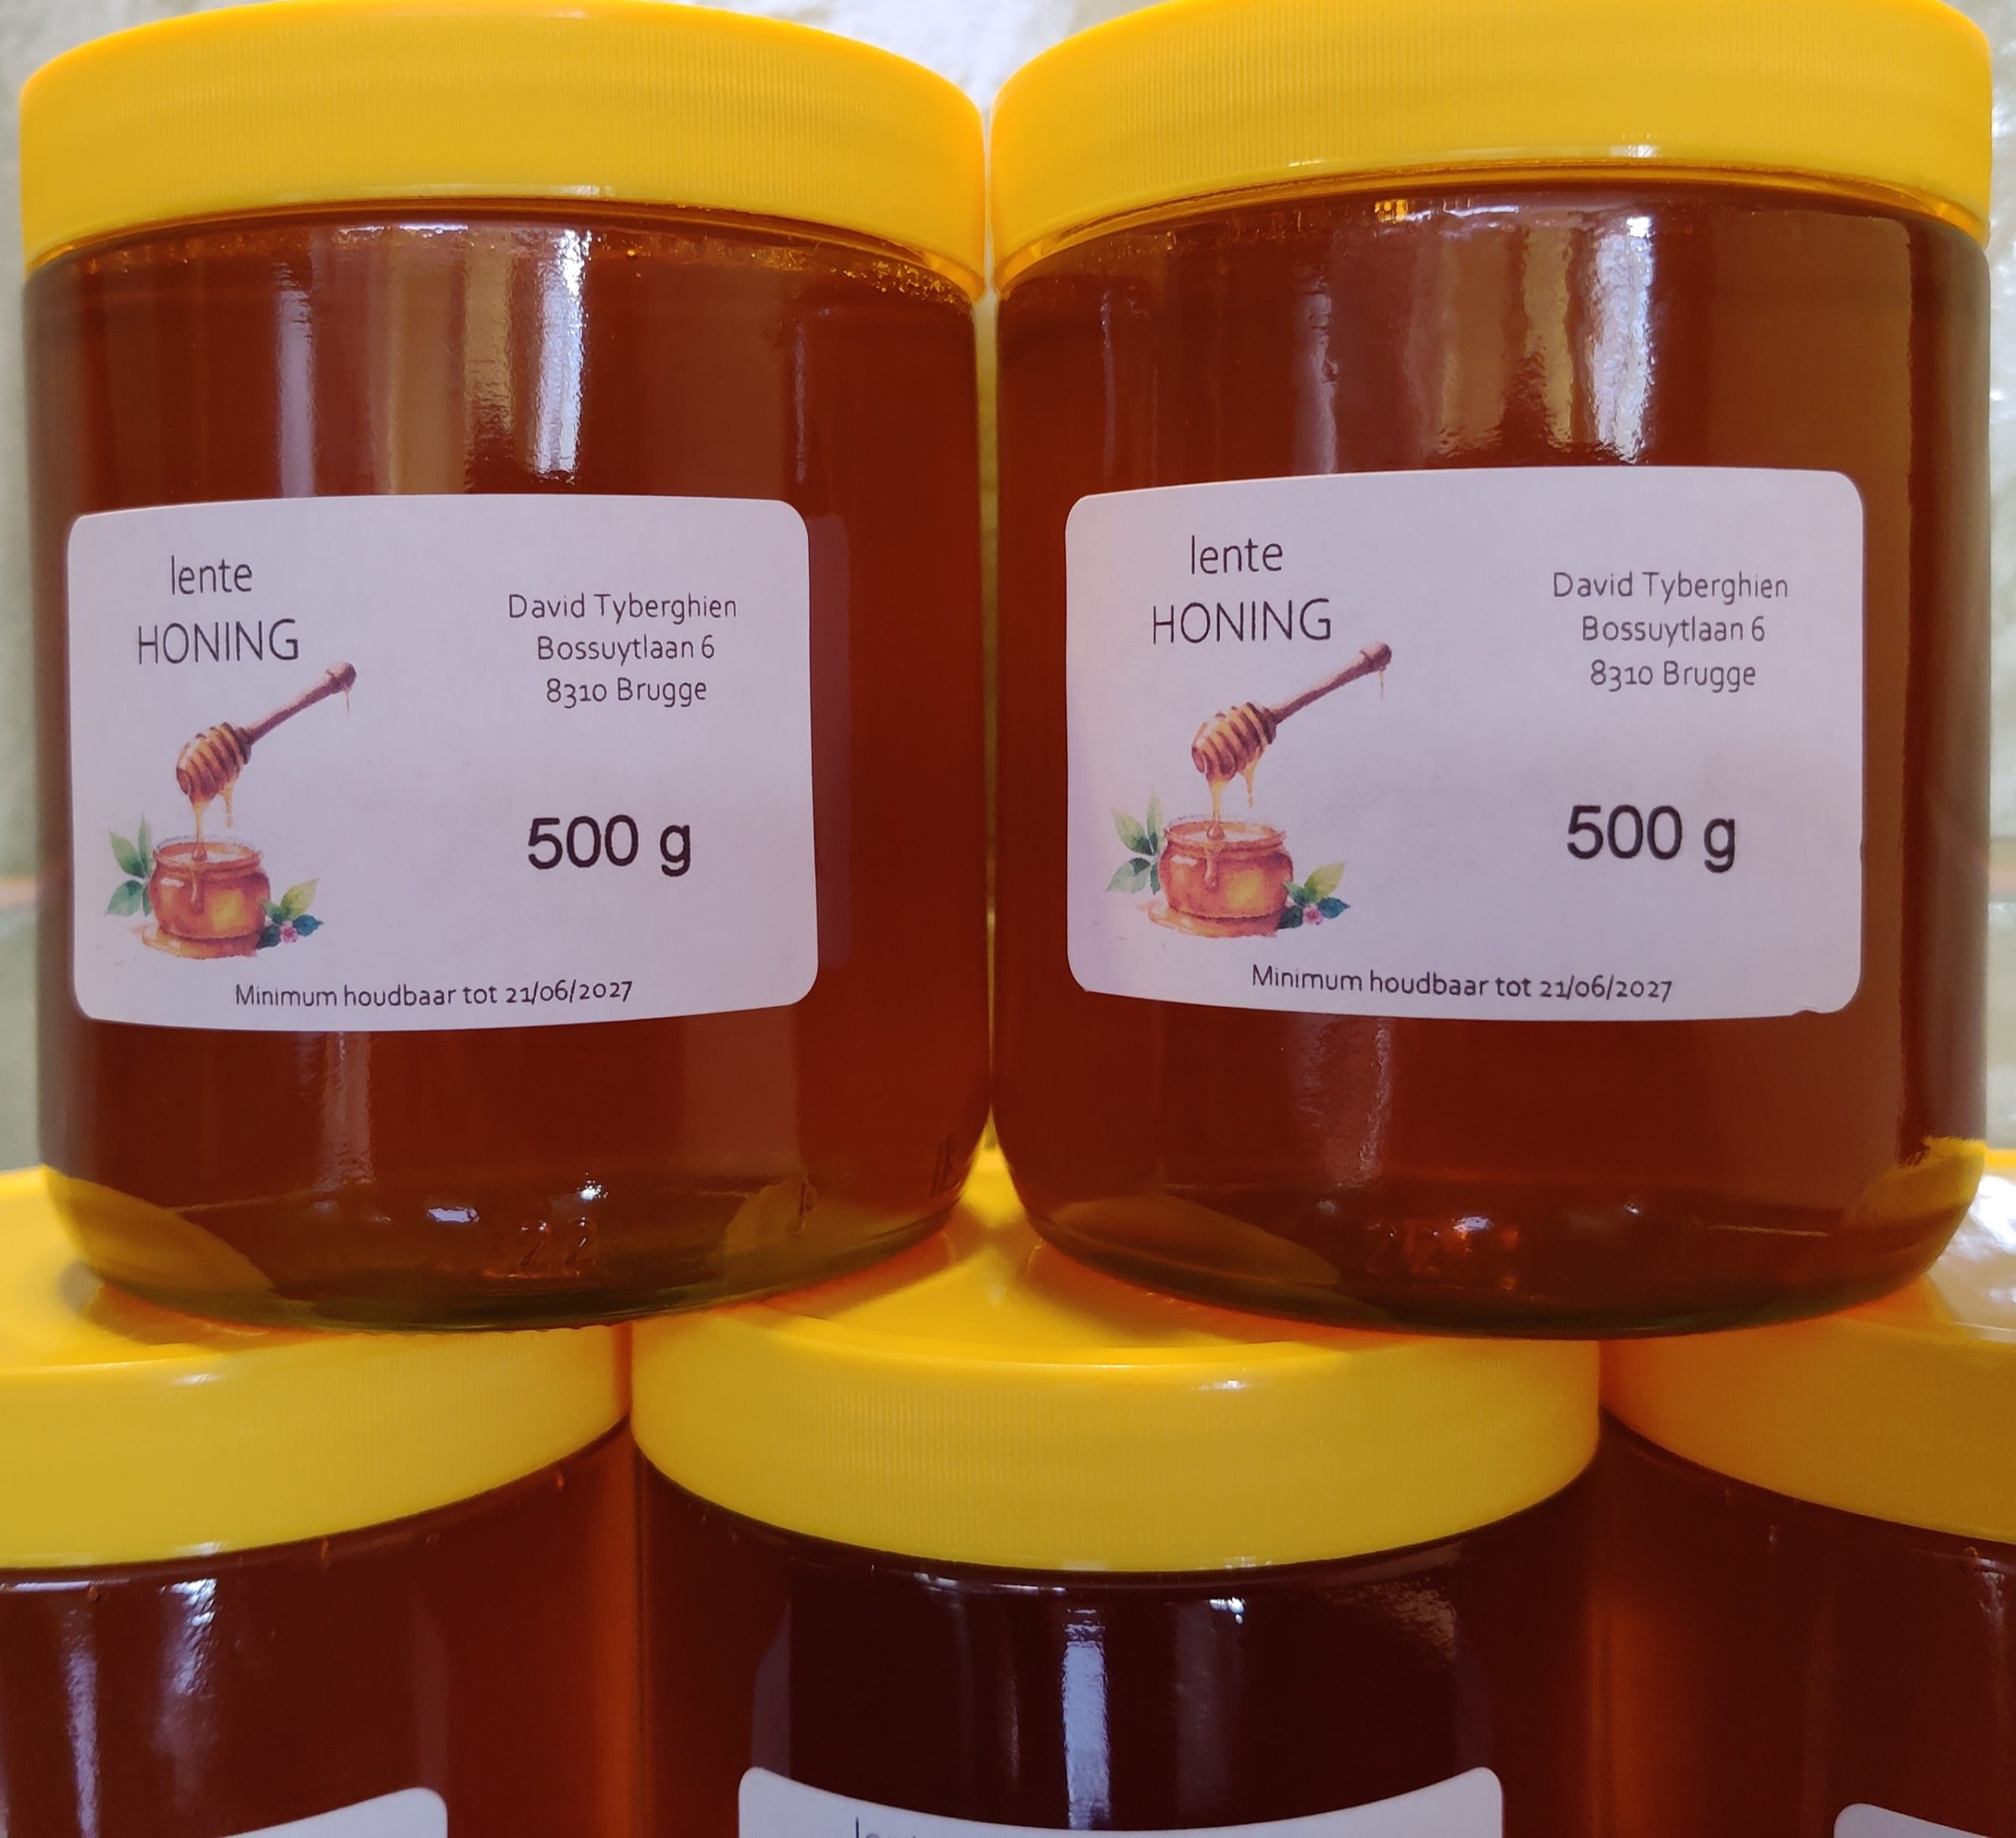 lente
HONING
David Tyberghien
Bossuytlaan 6
8310 Brugge
500 g
Minimum houdbaar tot 21/06/2027
22
lente
HONING
David Tyberghien
Bossuytlaan 6
8310 Brugge
500 g
Minimum houdbaar tot 21/06/2027